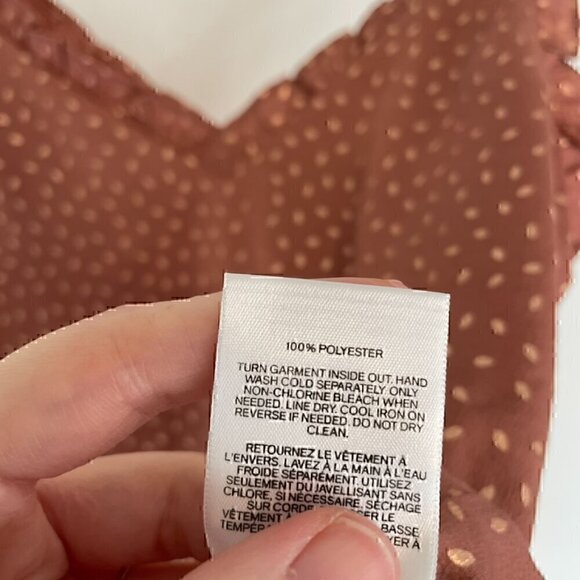 100% POLYESTER
TURN GARMENT INSIDE OUT. HAND
WASH COLD SEPARATELY. ONLY
NON-CHLORINE BLEACH WHEN
NEEDED. LINE DRY. COOL IRON ON
REVERSE IF NEEDED. DO NOT DRY
CLEAN.
RETOURNEZ LE VÊTEMENT À
L'ENVERS. LAVEZ À LA MAIN À L'EAU
FROIDE SÉPARÉMENT. UTILISEZ
SEULEMENT DU JAVELLISANT SANS
CHLORE, SI NÉCESSAIRE. SÉCHAGE
SUR CORDE
VÊTEMENT À BASSE